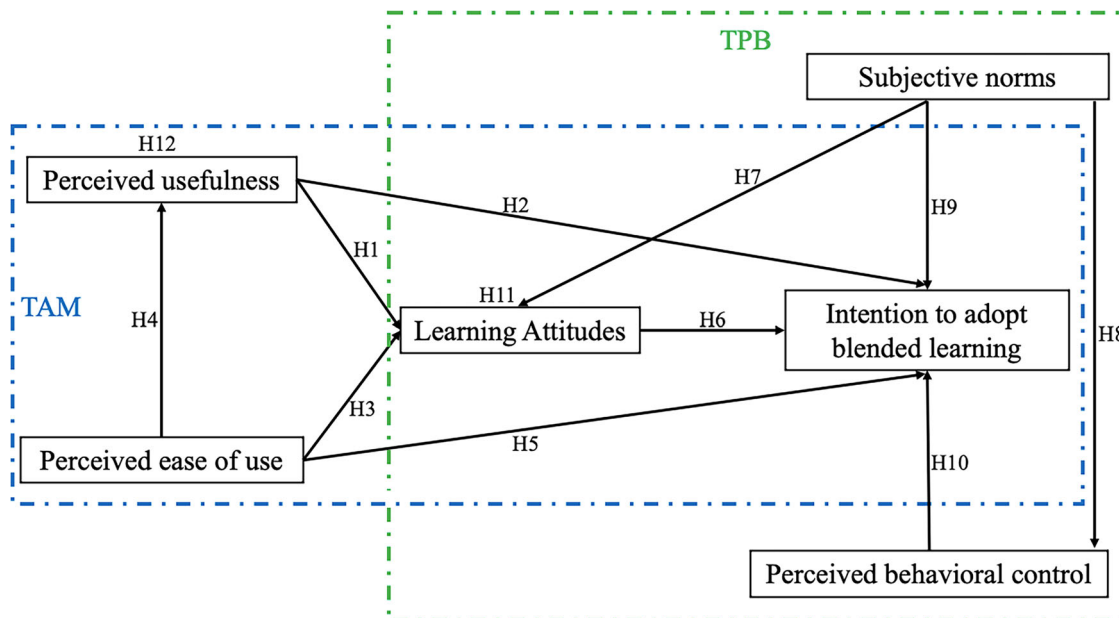 TPB
Subjective norms
H12
Perceived usefulness
H7
H2
H9
H1
TAM
H11
H4
Learning Attitudes
H6
Intention to adopt
blended learning
H8
H3
H5
Perceived ease of use
H10
Perceived behavioral control